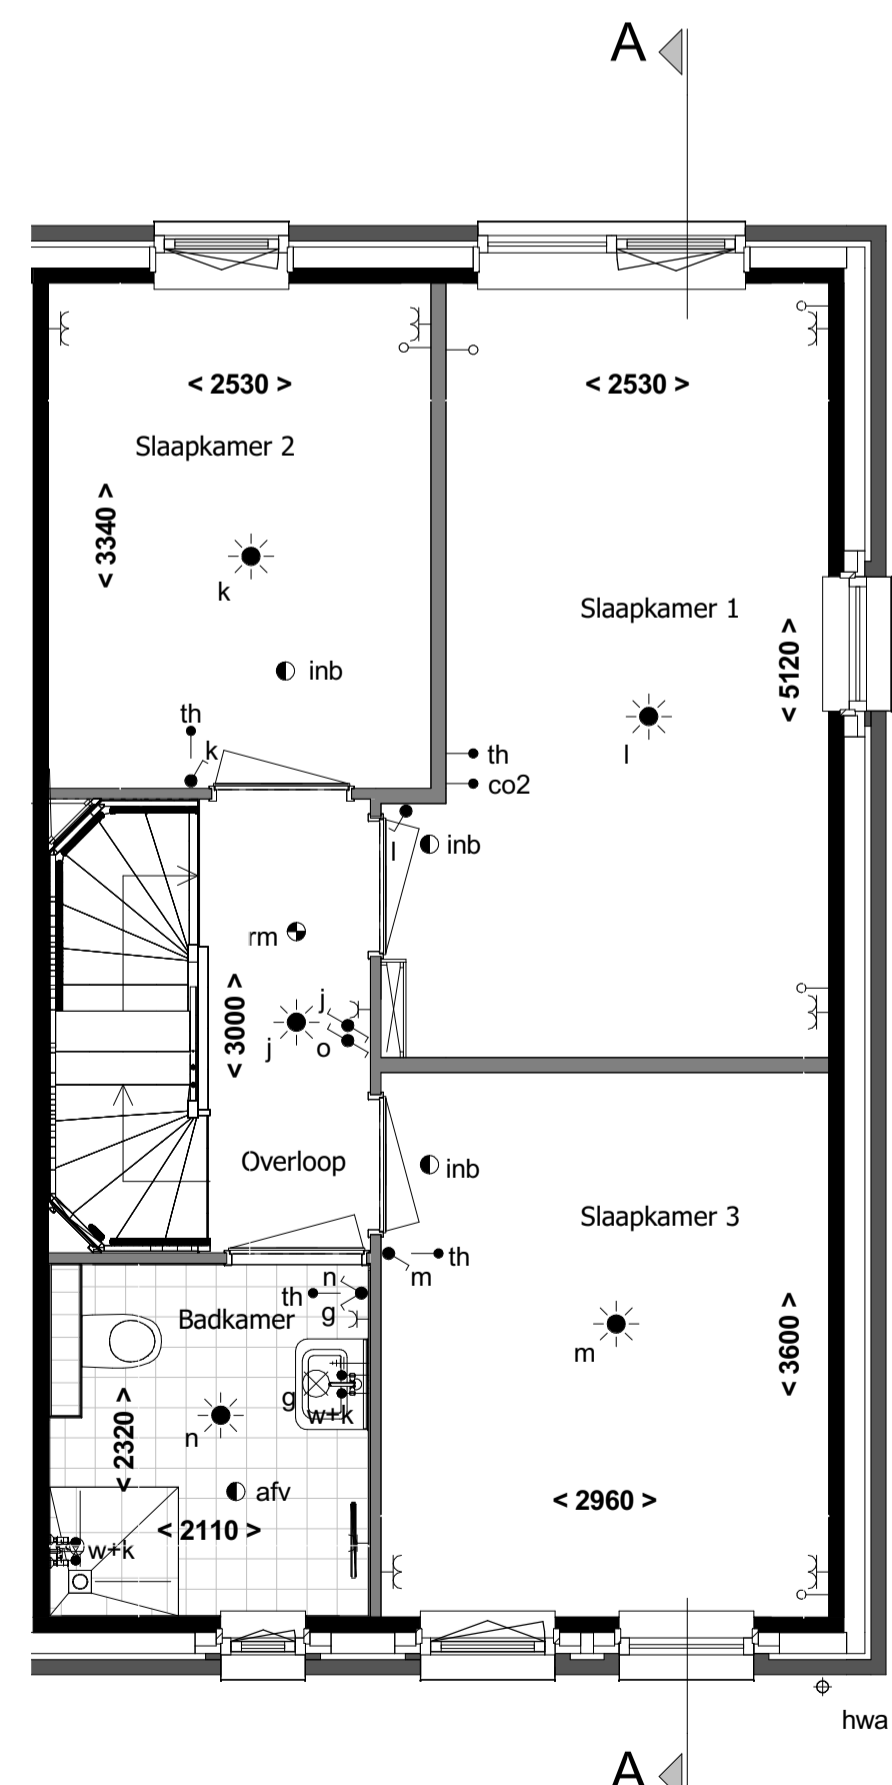 A
< 2530 >
< 2530 >
Slaapkamer 2
< 3340 >
k
Slaapkamer 1
< 5120 >
inb
th
k
l
th
co2
l
inb
rm
< 3000 >
j
j
o
Overloop
inb
Slaapkamer 3
th
m
n
th
g
Badkamer
m
< 3600 >
g
w+k
n
< 2320 >
afv
< 2960 >
< 2110 >
w+k
hwa
A